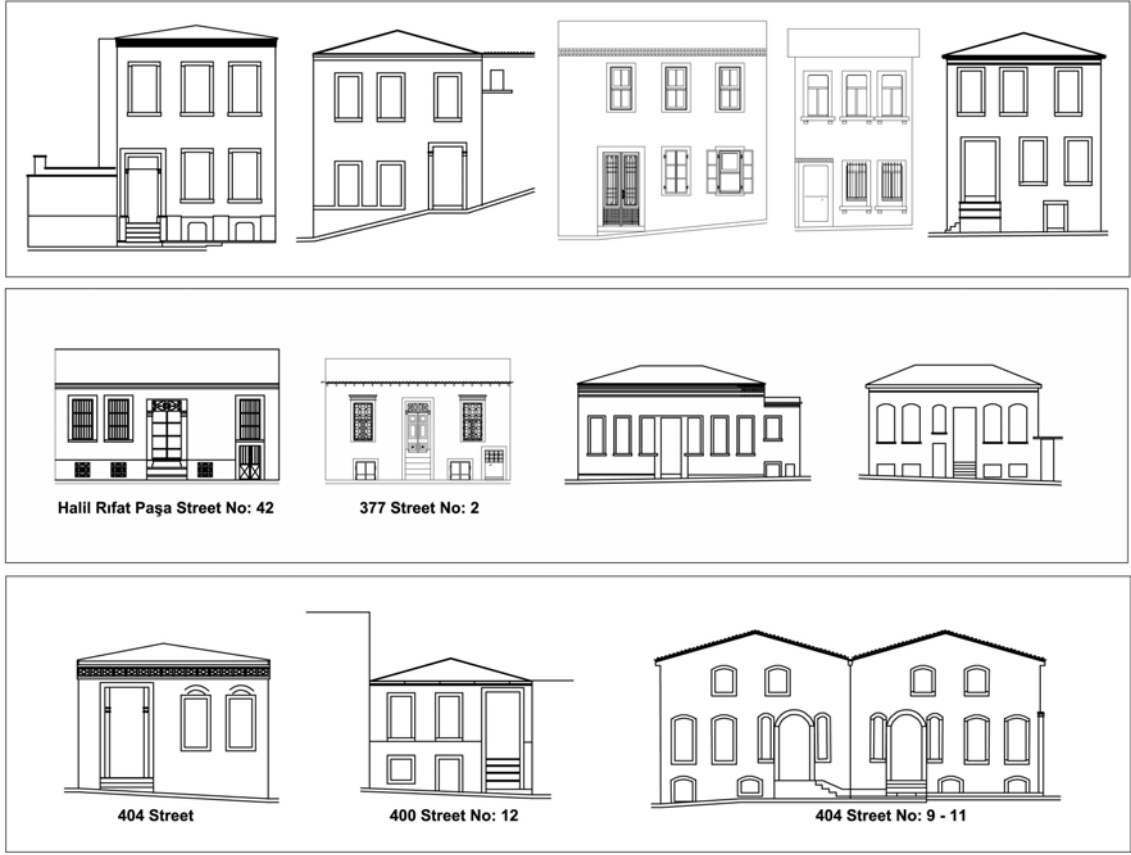 Halil Rıfat Paşa Street No: 42
377 Street No: 2
404 Street
400 Street No: 12
404 Street No: 9 - 11